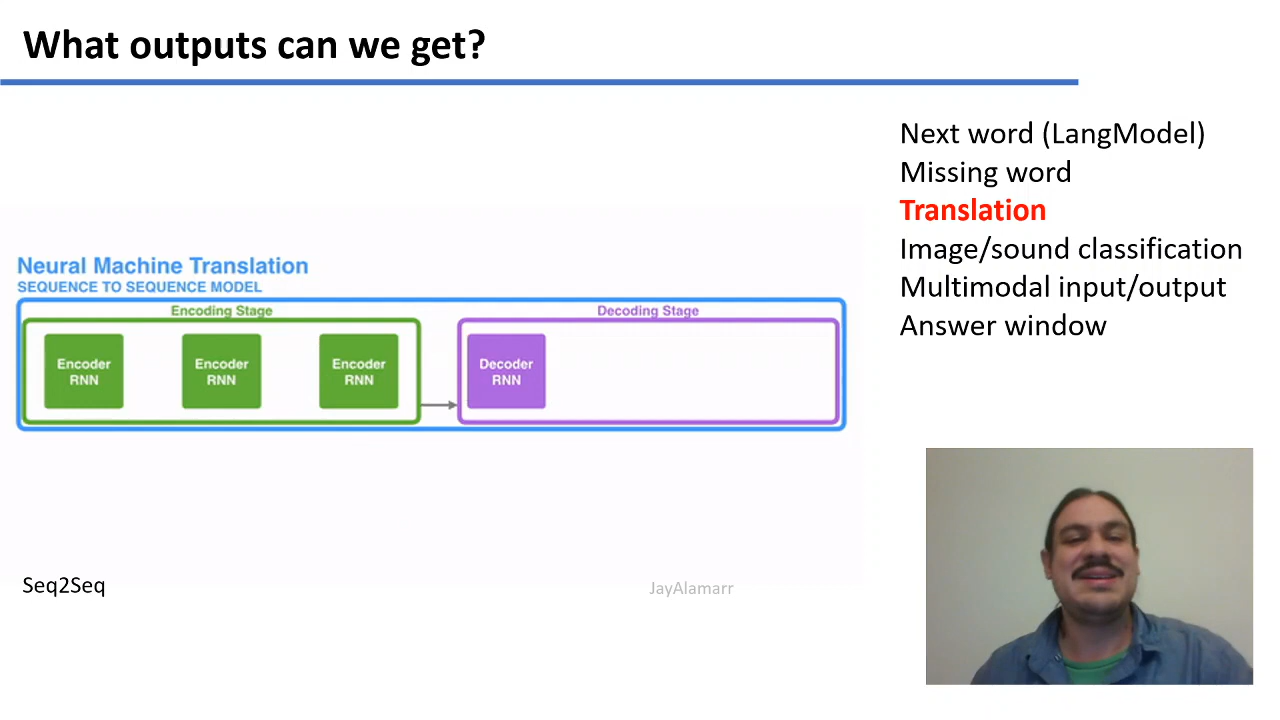 What outputs can we get?
Next word (LangModel)
Missing word
Translation
Image/sound classification
Multimodal input/output
Answer window
Neural Machine Translation
SEQUENCE TO SEQUENCE MODEL
Encoding Stage
Decoding Stage
Encoder
RNN
Encoder
RNN
Encoder
RNN
Decoder
RNN
Seq2Seq
JayAlamarr